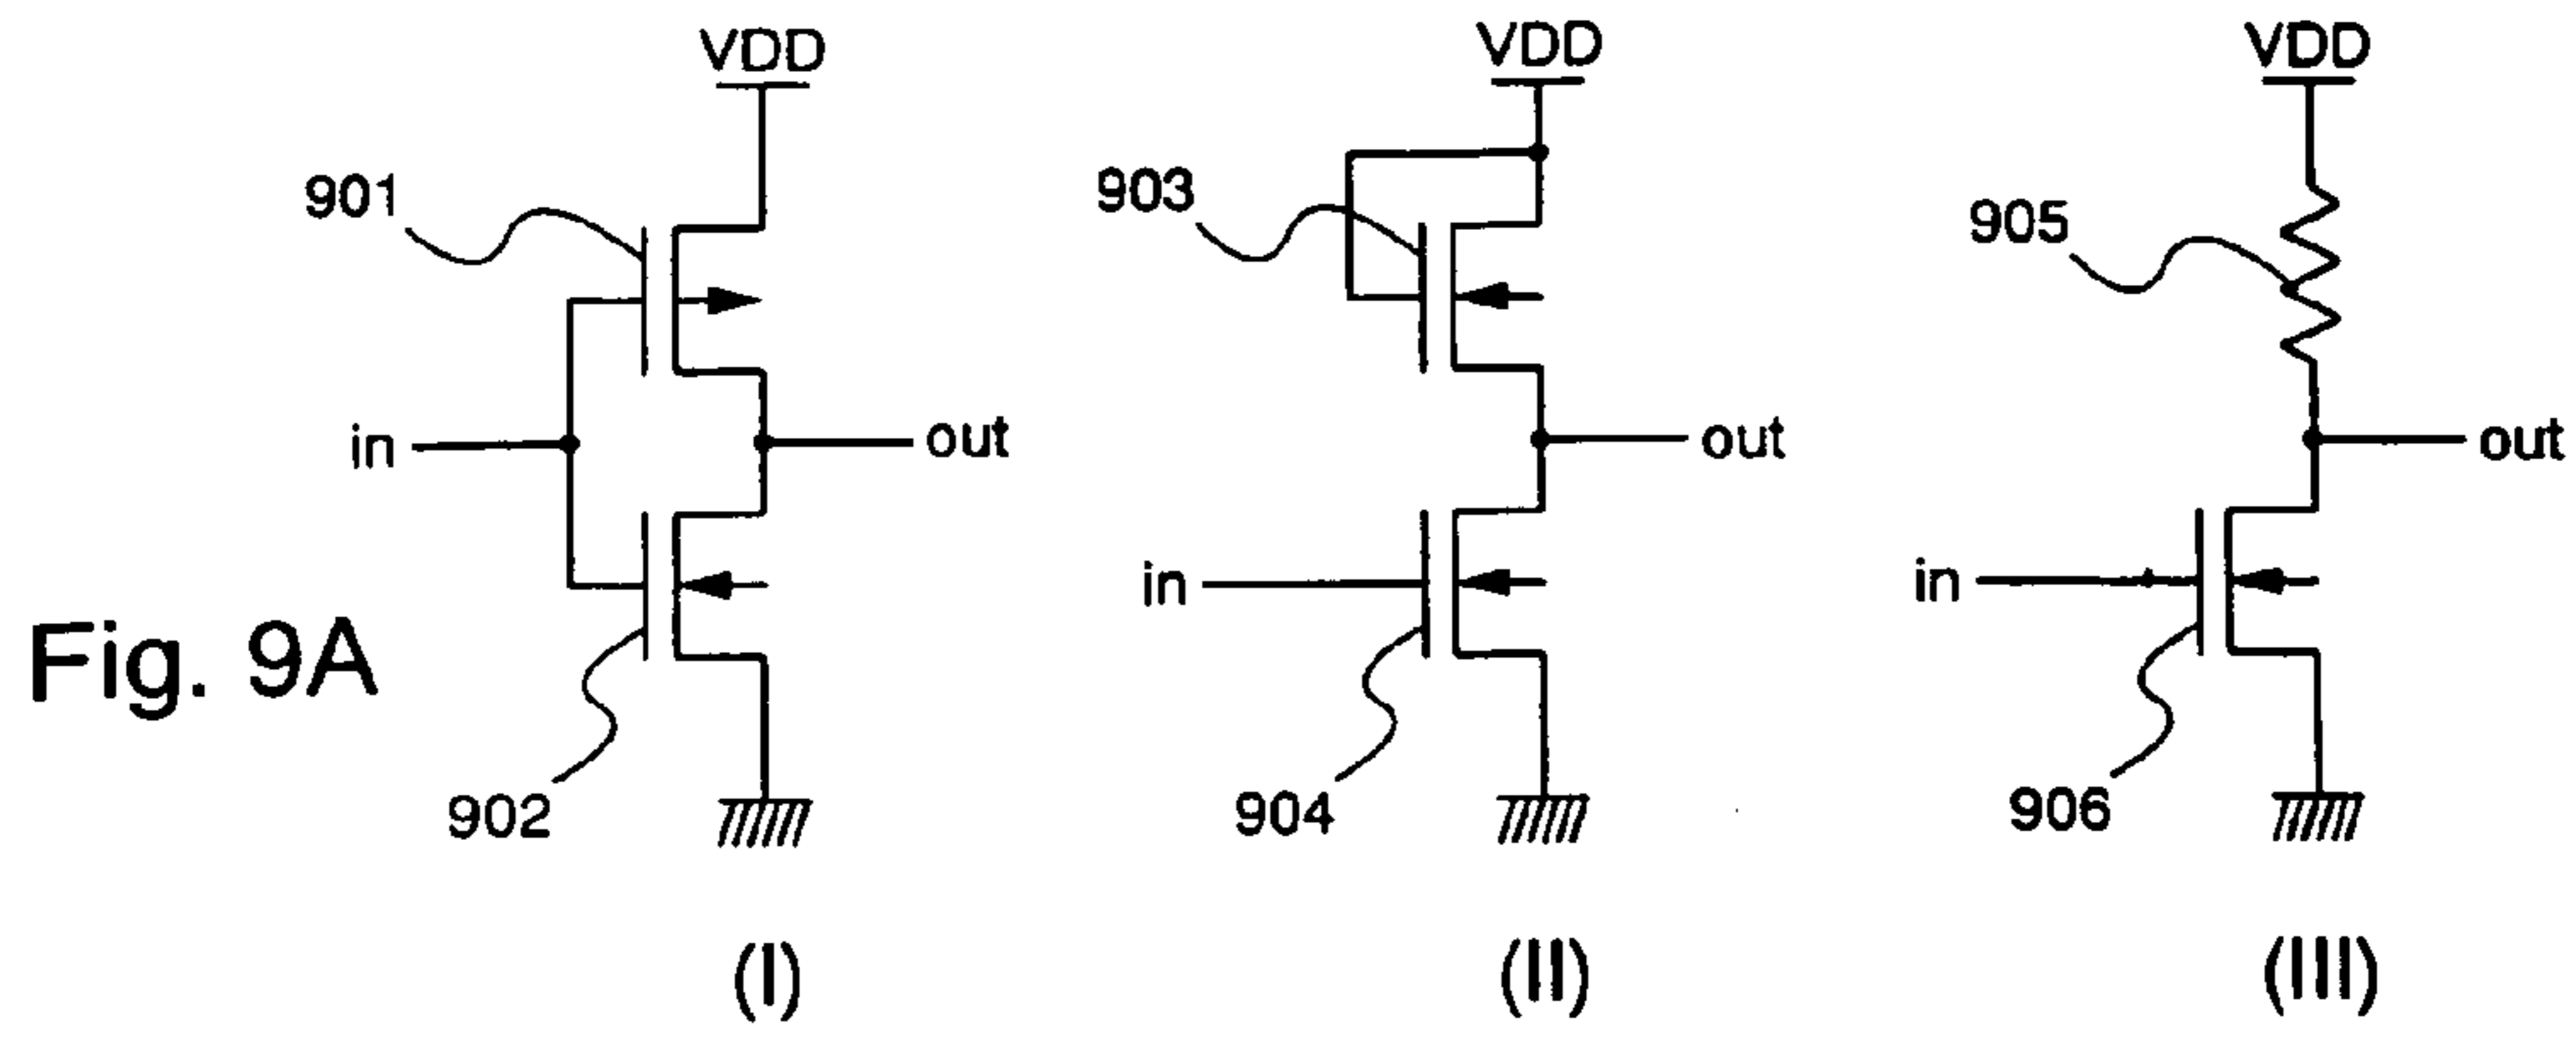 VDD
VDD
VDD
901
903
905
in
out
out
out
in
in
Fig. 9A
902
904
906
(I)
(II)
(III)